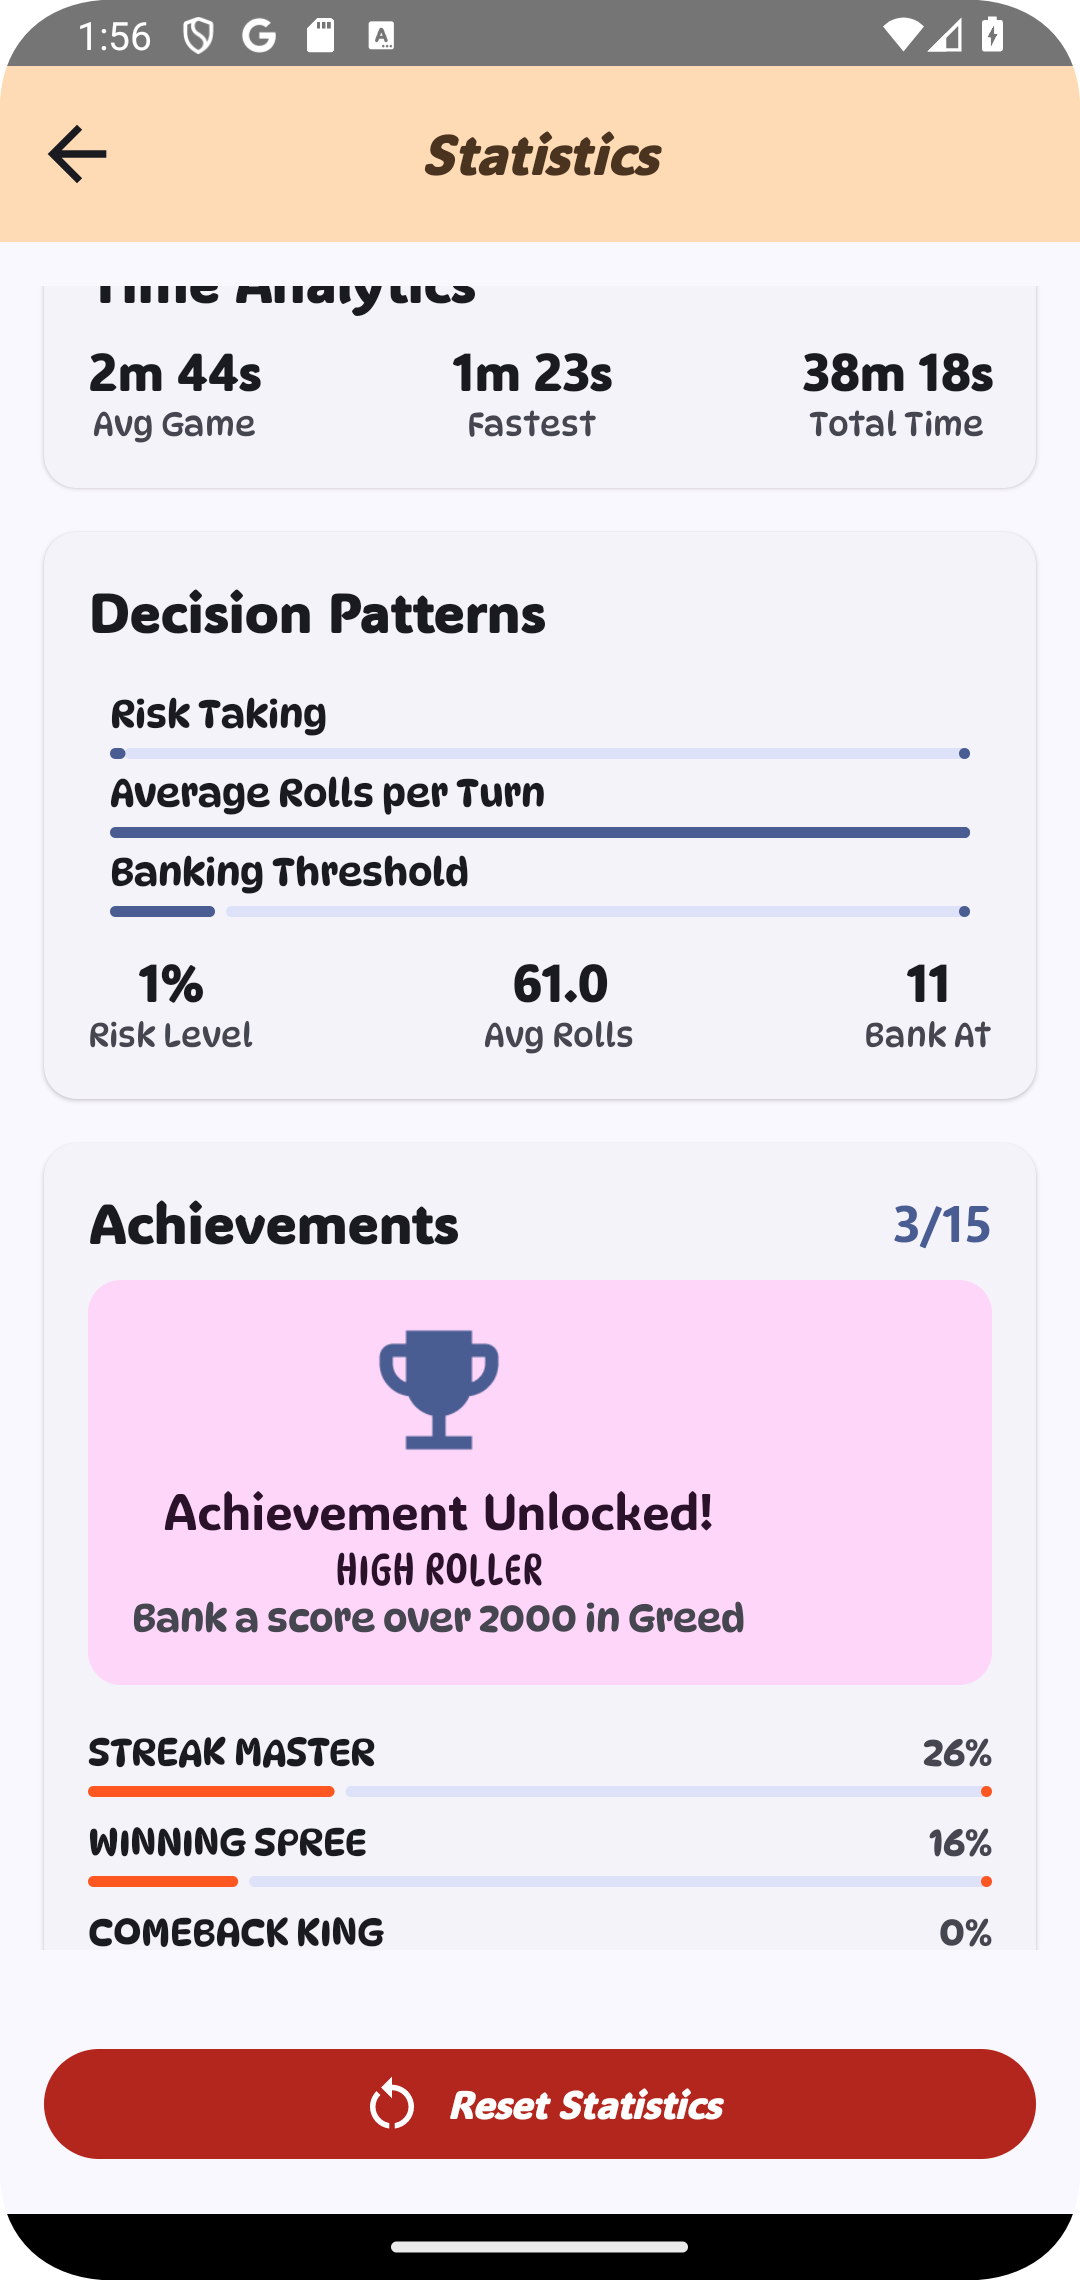 1:56
Statistics
Time Analytics
2m 44s 1m 23s 38m 18s
Avg Game Fastest Total Time
Decision Patterns
Risk Taking
Average Rolls per Turn
Banking Threshold
1% 61.0 11
Risk Level Avg Rolls Bank At
Achievements 3/15
Achievement Unlocked!
HIGH ROLLER
Bank a score over 2000 in Greed
STREAK MASTER 26%
WINNING SPREE 16%
COMEBACK KING 0%
Reset Statistics